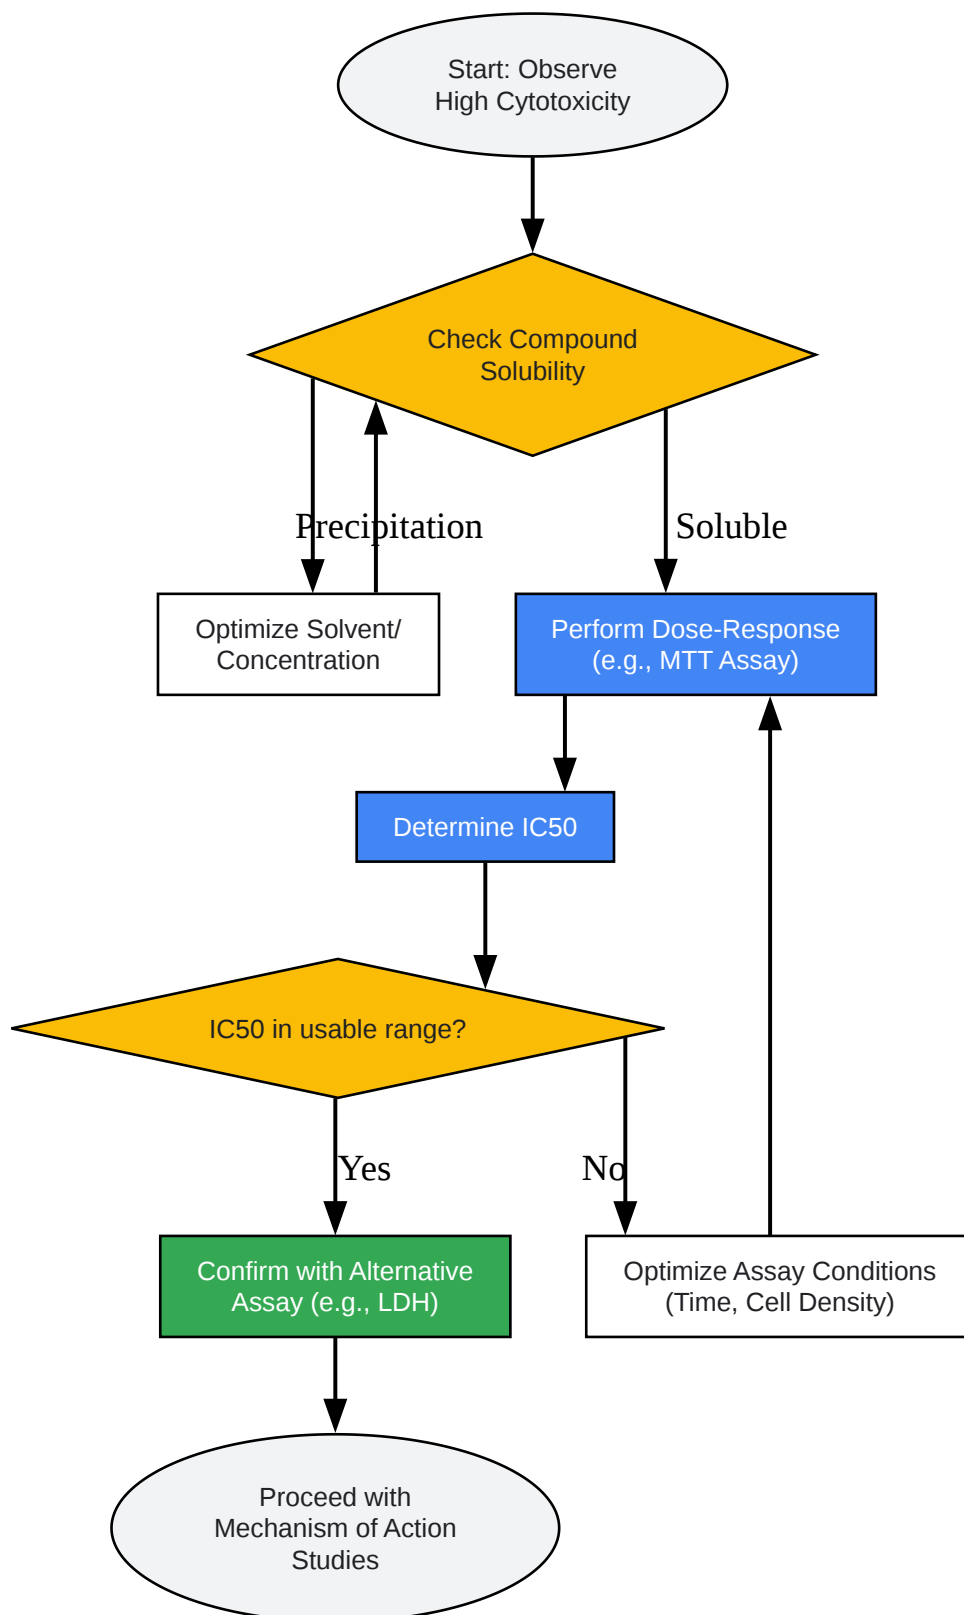 Start: Observe
High Cytotoxicity
Check Compound
Solubility
Precipitation
Soluble
Optimize Solvent/
Concentration
Perform Dose-Response
(e.g., MTT Assay)
Determine IC50
IC50 in usable range?
Yes
No
Confirm with Alternative
Assay (e.g., LDH)
Optimize Assay Conditions
(Time, Cell Density)
Proceed with
Mechanism of Action
Studies